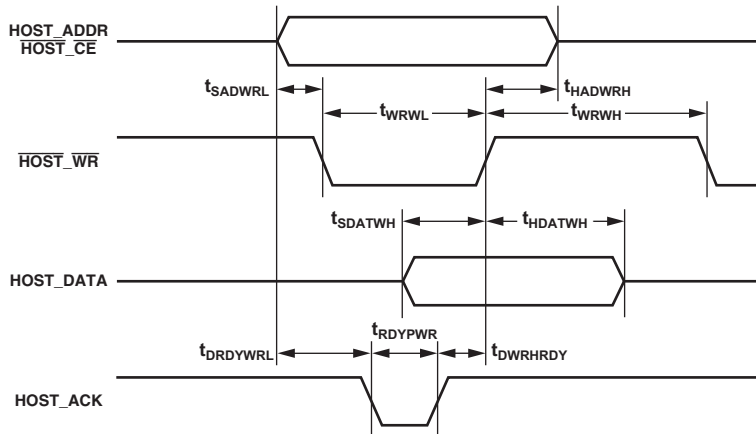 HOST_ADDR
HOST_CE
tSADWRL
tHADWRH
tWRWL
tWRWH
HOST_WR
tSDATWH
tHDATWH
HOST_DATA
tRDYPWR
tDRDYWRL
tDWRHRDY
HOST_ACK